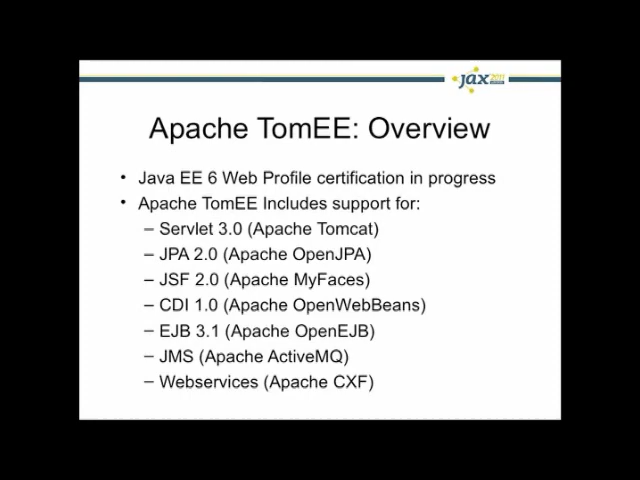 jax 2011
Apache TomEE: Overview
• Java EE 6 Web Profile certification in progress
• Apache TomEE Includes support for:
– Servlet 3.0 (Apache Tomcat)
– JPA 2.0 (Apache OpenJPA)
– JSF 2.0 (Apache MyFaces)
– CDI 1.0 (Apache OpenWebBeans)
– EJB 3.1 (Apache OpenEJB)
– JMS (Apache ActiveMQ)
– Webservices (Apache CXF)